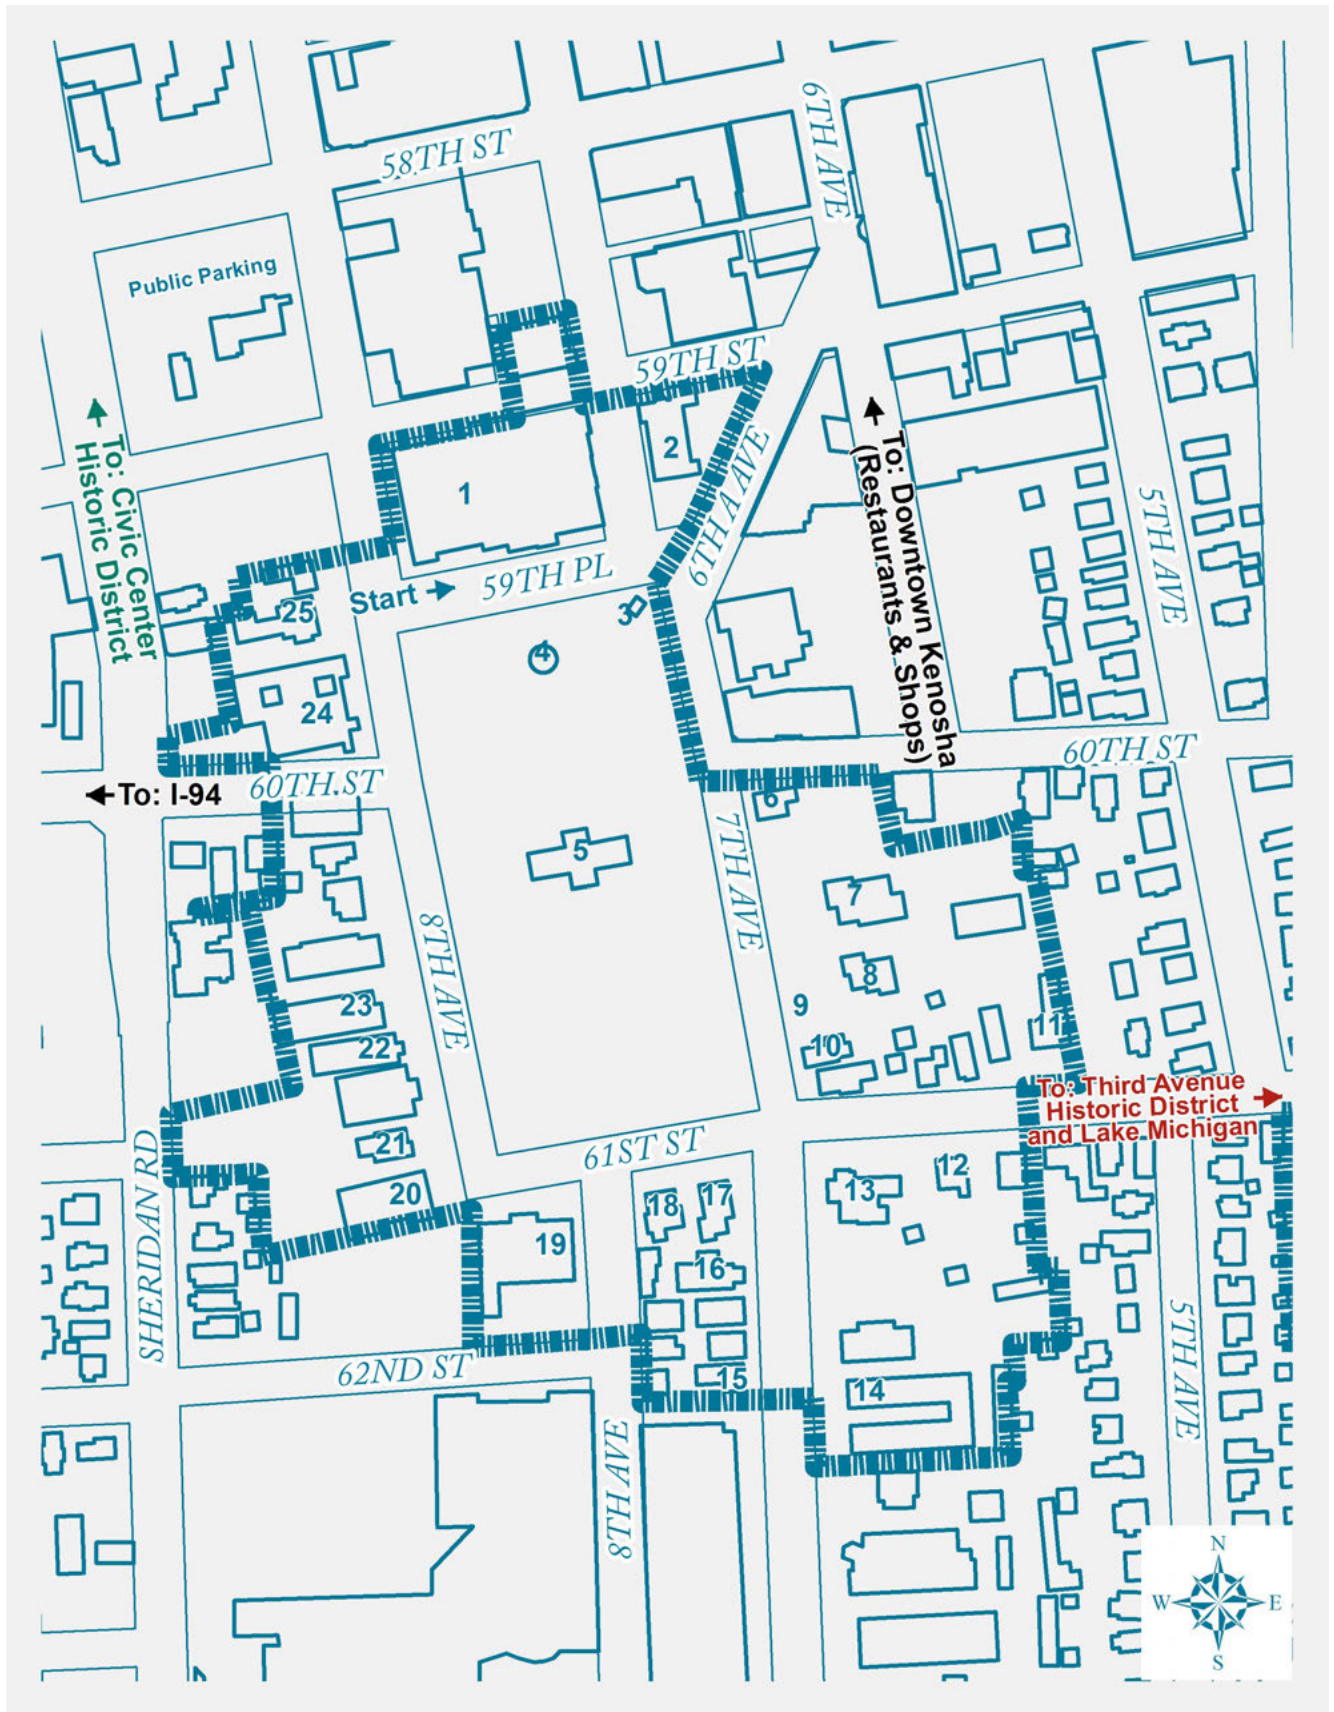 58TH ST
6TH AVE
Public Parking
59TH ST
To: Civic Center
Historic District
1
2
6TH A AVE
To: Downtown Kenosha
(Restaurants & Shops)
5TH AVE
59TH PL
Start
25
3
4
24
60TH ST
60TH ST
To: I-94
6
5
7TH AVE
7
8TH AVE
8
9
23
10
11
22
To: Third Avenue
Historic District
and Lake Michigan
SHERIDAN RD
21
61ST ST
20
12
13
18
17
19
16
5TH AVE
62ND ST
15
14
8TH AVE
N
W
E
S